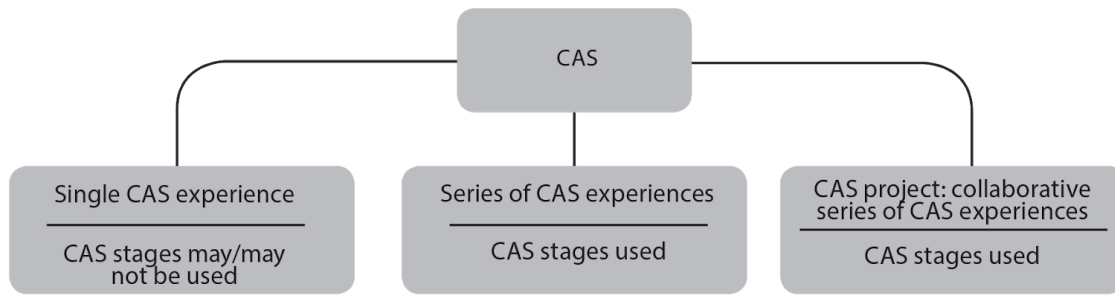 CAS
Single CAS experience
CAS stages may/may
not be used
Series of CAS experiences
CAS stages used
CAS project: collaborative
series of CAS experiences
CAS stages used